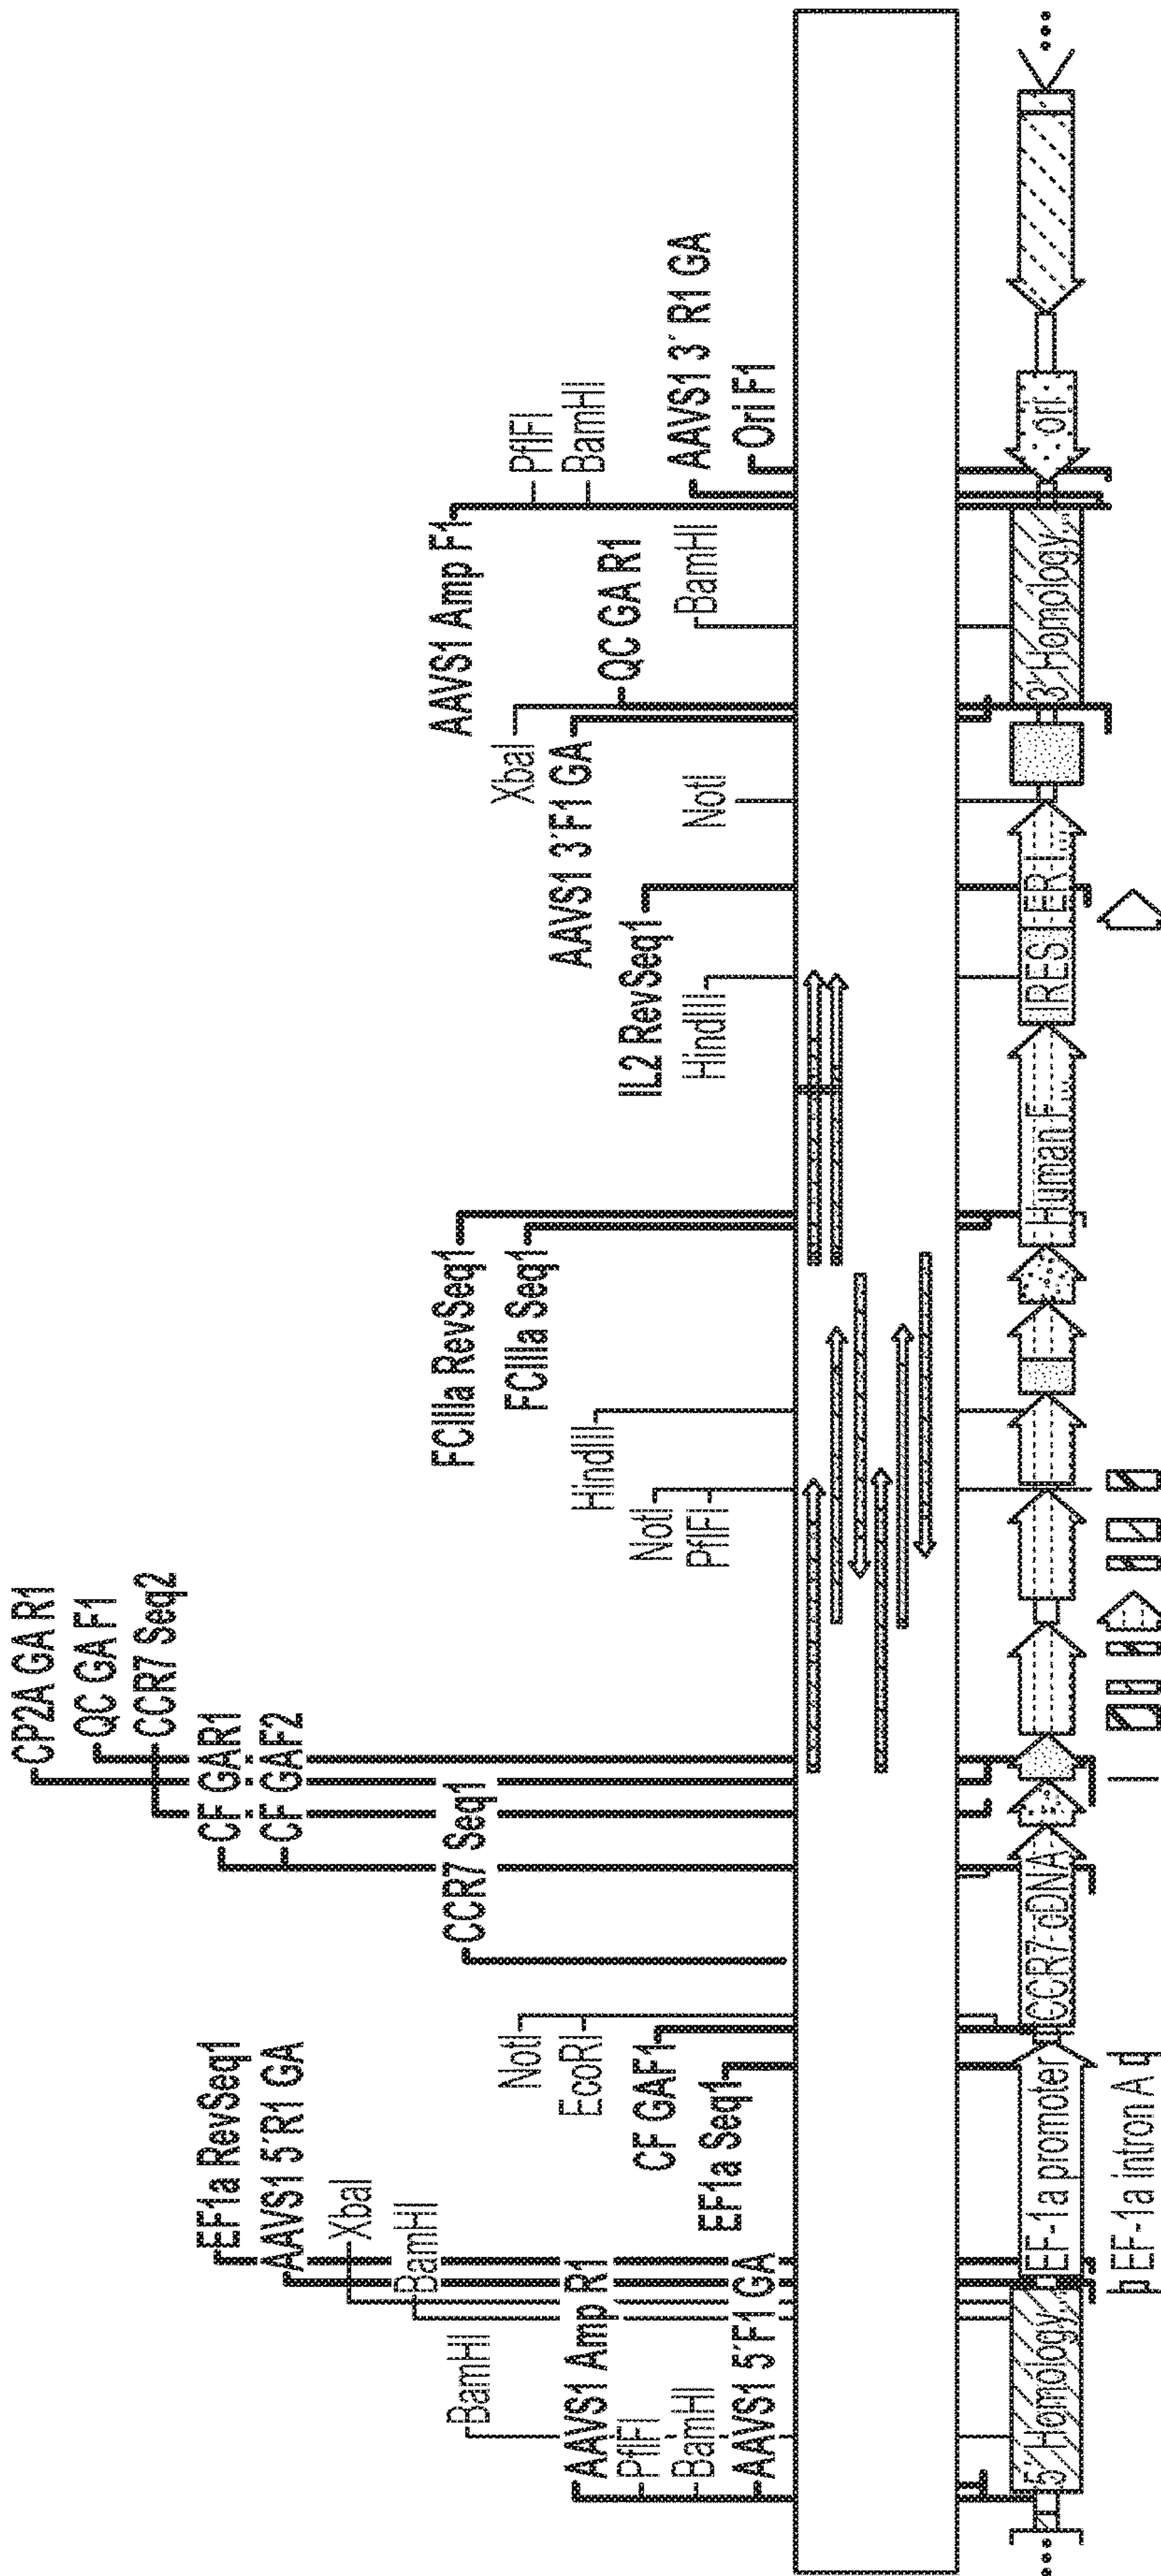 CP2A GA R1
QC GA F1
CCR7 Seq2
CF GAR1
CF GAF2
CCR7 Seq1
EF1a RevSeq1
AAVS1 5'R1 GA
XbaI
BamHI
BamHI
AAVS1 Amp R1
PflFI
BamHI
AAVS1 5'F1 GA
NotI
EcoRI
CF GAF1
EF1a Seq1
HindIII
NotI
PflFI
FCIIIa RevSeq1
FCIIIa Seq1
IL2 RevSeq1
HindIII
NotI
AAVS1 Amp F1
XbaI
AAVS1 3'F1 GA
QC GA R1
BamHI
PflFI
BamHI
AAVS1 3' R1 GA
Ori F1
5' Homology...
EF-1a promoter
CCR7 cDNA
Human F...
IRES
ER I...
3' Homology...
ori
EF-1a intron A